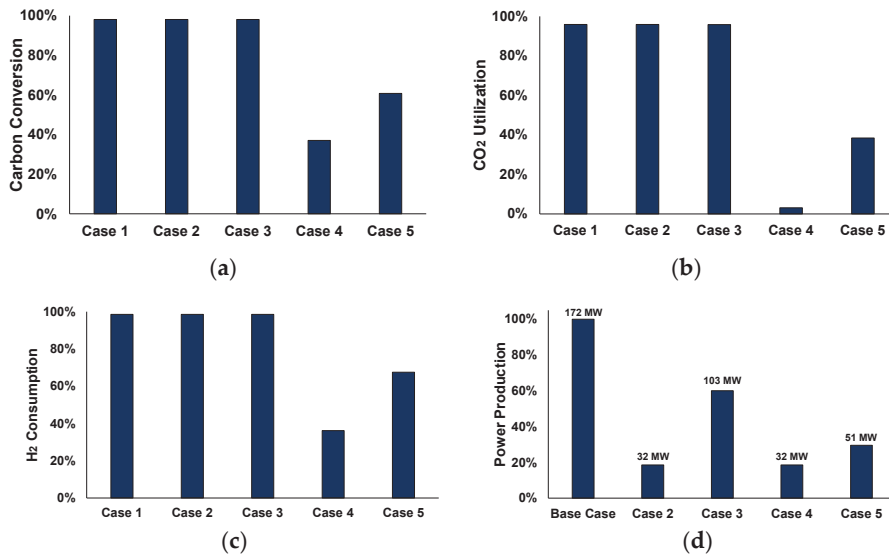 100%
80%
60%
40%
20%
0%
Carbon Conversion
Case 1 Case 2 Case 3 Case 4 Case 5
(a)
100%
80%
60%
40%
20%
0%
CO2 Utilization
Case 1 Case 2 Case 3 Case 4 Case 5
(b)
100%
80%
60%
40%
20%
0%
H2 Consumption
Case 1 Case 2 Case 3 Case 4 Case 5
(c)
100%
80%
60%
40%
20%
0%
Power Production
172 MW
32 MW
103 MW
32 MW
51 MW
Base Case Case 2 Case 3 Case 4 Case 5
(d)